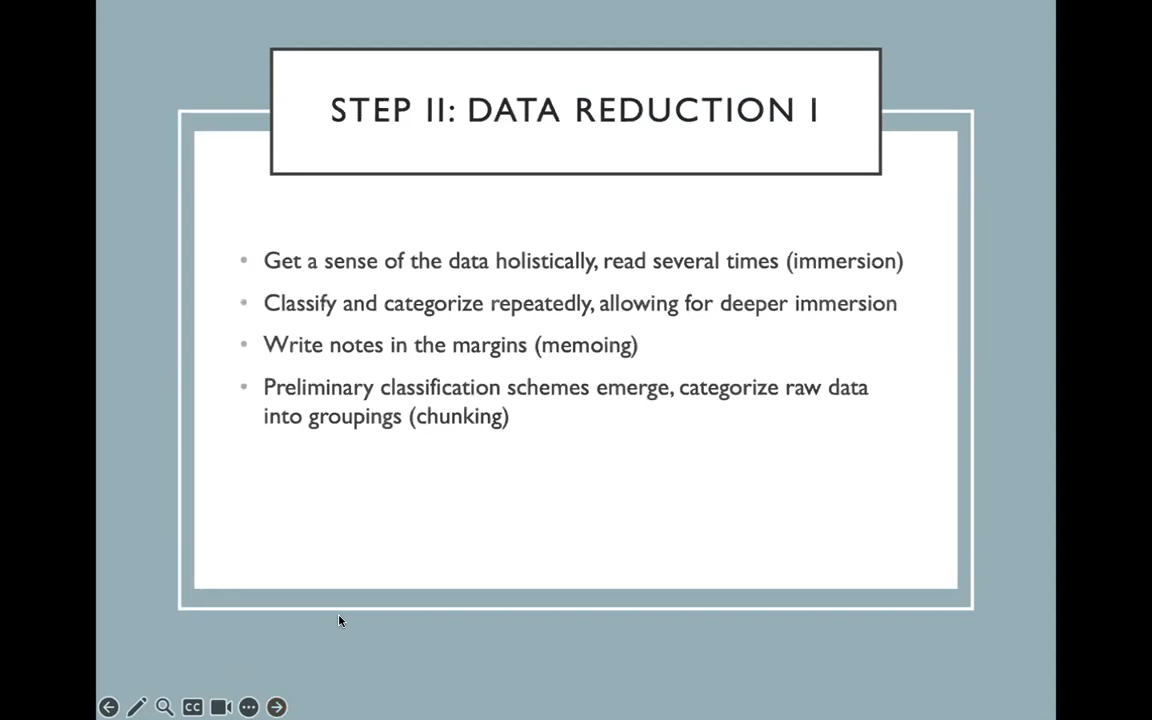 STEP II: DATA REDUCTION I
• Get a sense of the data holistically, read several times (immersion)
• Classify and categorize repeatedly, allowing for deeper immersion
• Write notes in the margins (memoing)
• Preliminary classification schemes emerge, categorize raw data
into groupings (chunking)
CC